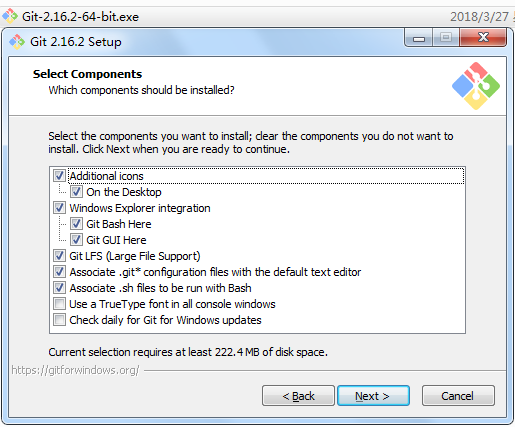 Git-2.16.2-64-bit.exe 2018/3/27
Git 2.16.2 Setup
Select Components
Which components should be installed?
Select the components you want to install; clear the components you do not want to
install. Click Next when you are ready to continue.
Additional icons
On the Desktop
Windows Explorer integration
Git Bash Here
Git GUI Here
Git LFS (Large File Support)
Associate .git* configuration files with the default text editor
Associate .sh files to be run with Bash
Use a TrueType font in all console windows
Check daily for Git for Windows updates
Current selection requires at least 222.4 MB of disk space.
https://gitforwindows.org/
< Back Next > Cancel